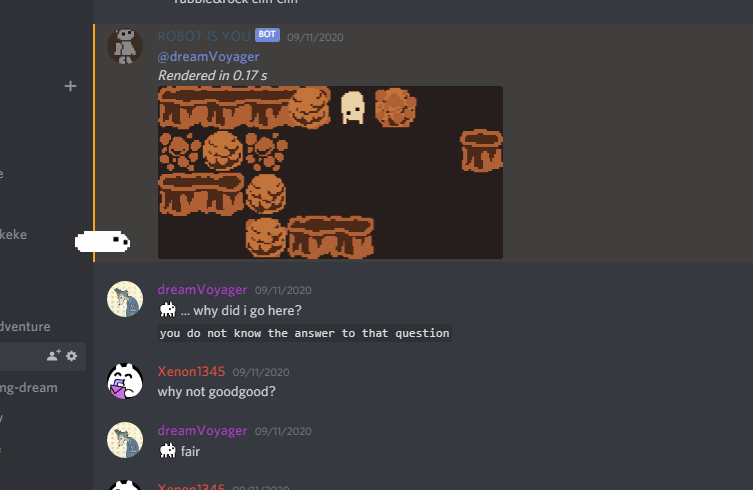 rubble&rock cliff cliff
ROBOT IS YOU BOT 09/11/2020
@dreamVoyager
Rendered in 0.17 s
keke
dreamVoyager 09/11/2020
... why did i go here?
you do not know the answer to that question
dventure
Xenon1345 09/11/2020
why not goodgood?
ng-dream
dreamVoyager 09/11/2020
fair
Xenon1345 09/11/2020